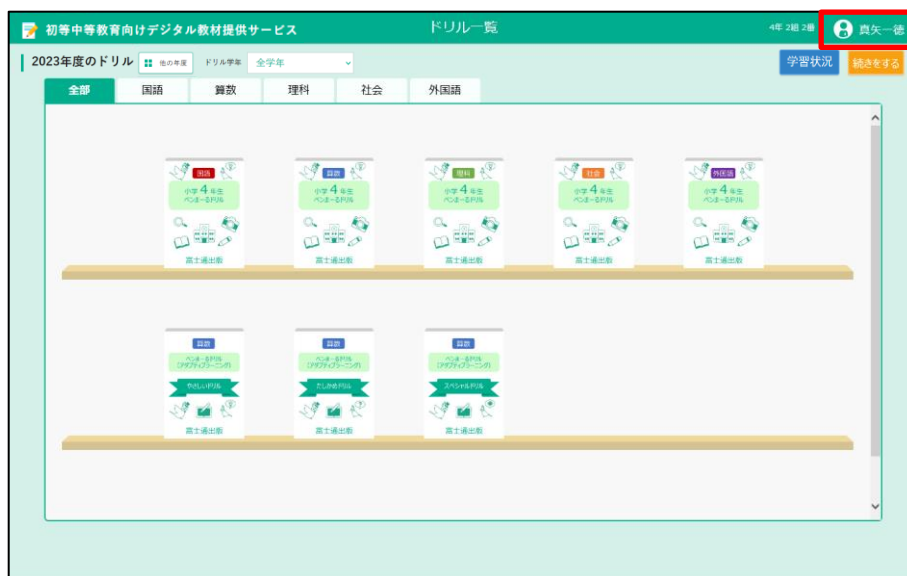 初等中等教育向けデジタル教材提供サービス ドリル一覧 4年 2組 2番 真矢一徳
2023年度のドリル 他の年度 ドリル学年 全学年 学習状況 続きをする
全部 国語 算数 理科 社会 外国語
国語 算数 理科 社会 外国語
小学4年生 小学4年生 小学4年生 小学4年生 小学4年生
ペンまーるドリル ペンまーるドリル ペンまーるドリル ペンまーるドリル ペンまーるドリル
富士通出版 富士通出版 富士通出版 富士通出版 富士通出版
算数 算数 算数
ペンまーるドリル ペンまーるドリル ペンまーるドリル
(アダプティブラーニング) (アダプティブラーニング) (アダプティブラーニング)
やさしいドリル たしかめドリル スペシャルドリル
富士通出版 富士通出版 富士通出版